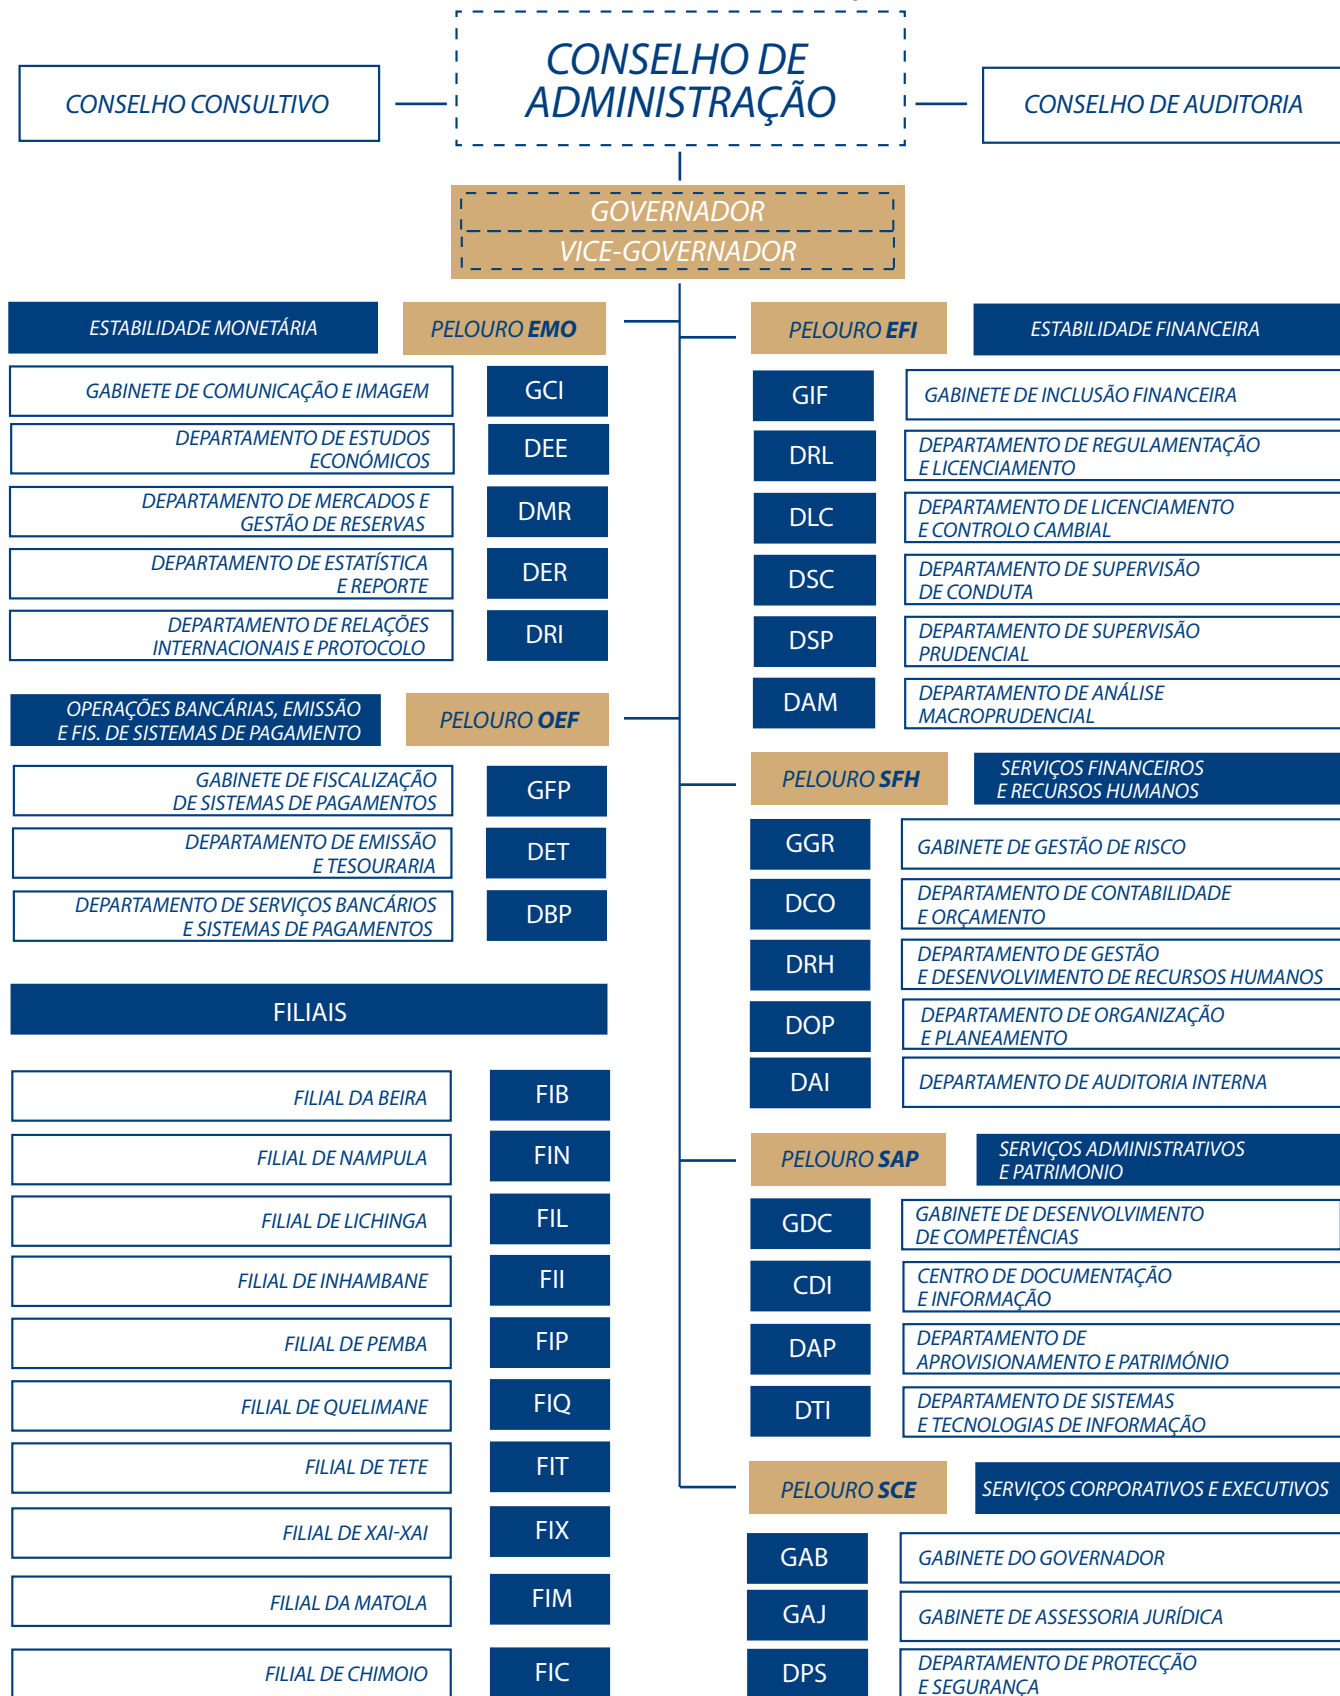 CONSELHO CONSULTIVO
CONSELHO DE
ADMINISTRAÇÃO
CONSELHO DE AUDITORIA
GOVERNADOR
VICE-GOVERNADOR
ESTABILIDADE MONETÁRIA
PELOURO EMO
GABINETE DE COMUNICAÇÃO E IMAGEM
GCI
DEPARTAMENTO DE ESTUDOS
ECONÓMICOS
DEE
DEPARTAMENTO DE MERCADOS E
GESTÃO DE RESERVAS
DMR
DEPARTAMENTO DE ESTATÍSTICA
E REPORTE
DER
DEPARTAMENTO DE RELAÇÕES
INTERNACIONAIS E PROTOCOLO
DRI
OPERAÇÕES BANCÁRIAS, EMISSÃO
E FIS. DE SISTEMAS DE PAGAMENTO
PELOURO OEF
GABINETE DE FISCALIZAÇÃO
DE SISTEMAS DE PAGAMENTOS
GFP
DEPARTAMENTO DE EMISSÃO
E TESOURARIA
DET
DEPARTAMENTO DE SERVIÇOS BANCÁRIOS
E SISTEMAS DE PAGAMENTOS
DBP
FILIAIS
FILIAL DA BEIRA
FIB
FILIAL DE NAMPULA
FIN
FILIAL DE LICHINGA
FIL
FILIAL DE INHAMBANE
FII
FILIAL DE PEMBA
FIP
FILIAL DE QUELIMANE
FIQ
FILIAL DE TETE
FIT
FILIAL DE XAI-XAI
FIX
FILIAL DA MATOLA
FIM
FILIAL DE CHIMOIO
FIC
PELOURO EFI
ESTABILIDADE FINANCEIRA
GIF
GABINETE DE INCLUSÃO FINANCEIRA
DRL
DEPARTAMENTO DE REGULAMENTAÇÃO
E LICENCIAMENTO
DLC
DEPARTAMENTO DE LICENCIAMENTO
E CONTROLO CAMBIAL
DSC
DEPARTAMENTO DE SUPERVISÃO
DE CONDUTA
DSP
DEPARTAMENTO DE SUPERVISÃO
PRUDENCIAL
DAM
DEPARTAMENTO DE ANÁLISE
MACROPRUDENCIAL
PELOURO SFH
SERVIÇOS FINANCEIROS
E RECURSOS HUMANOS
GGR
GABINETE DE GESTÃO DE RISCO
DCO
DEPARTAMENTO DE CONTABILIDADE
E ORÇAMENTO
DRH
DEPARTAMENTO DE GESTÃO
E DESENVOLVIMENTO DE RECURSOS HUMANOS
DOP
DEPARTAMENTO DE ORGANIZAÇÃO
E PLANEAMENTO
DAI
DEPARTAMENTO DE AUDITORIA INTERNA
PELOURO SAP
SERVIÇOS ADMINISTRATIVOS
E PATRIMONIO
GDC
GABINETE DE DESENVOLVIMENTO
DE COMPETÊNCIAS
CDI
CENTRO DE DOCUMENTAÇÃO
E INFORMAÇÃO
DAP
DEPARTAMENTO DE
APROVISIONAMENTO E PATRIMÓNIO
DTI
DEPARTAMENTO DE SISTEMAS
E TECNOLOGIAS DE INFORMAÇÃO
PELOURO SCE
SERVIÇOS CORPORATIVOS E EXECUTIVOS
GAB
GABINETE DO GOVERNADOR
GAJ
GABINETE DE ASSESSORIA JURÍDICA
DPS
DEPARTAMENTO DE PROTECÇÃO
E SEGURANÇA